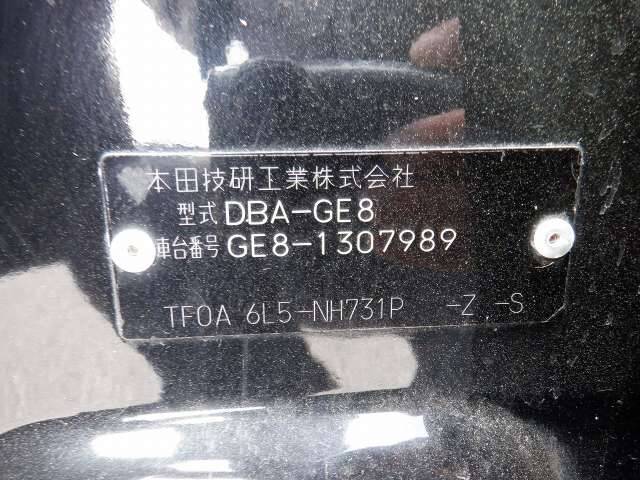 本田技研工業株式会社
型式 DBA-GE8
車台番号 GE8-1307989
TF0A 6L5-NH731P -Z -S